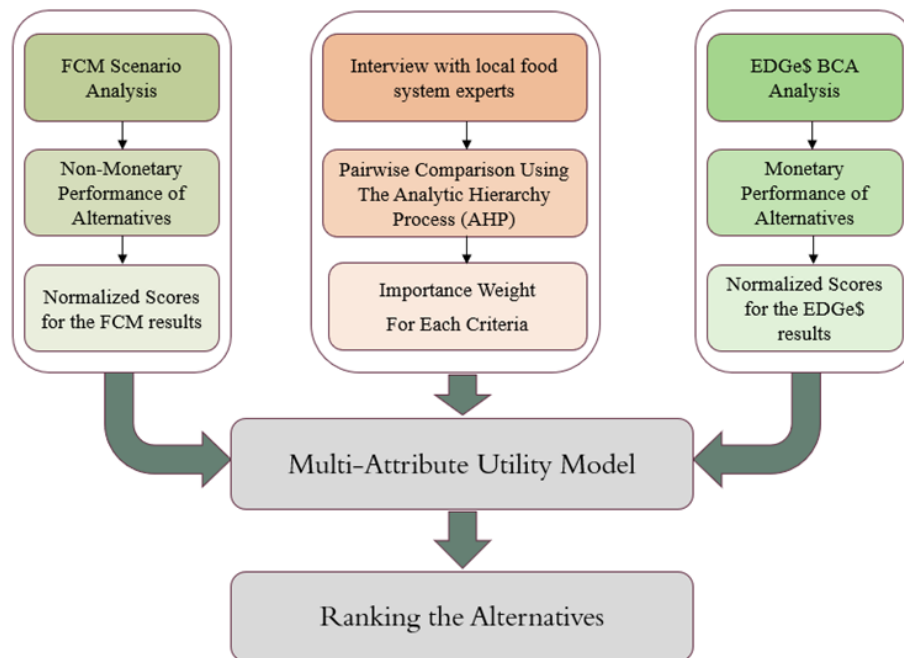 FCM Scenario
Analysis
Non-Monetary
Performance of
Alternatives
Normalized Scores
for the FCM results
Interview with local food
system experts
Pairwise Comparison Using
The Analytic Hierarchy
Process (AHP)
Importance Weight
For Each Criteria
EDGe$ BCA
Analysis
Monetary
Performance of
Alternatives
Normalized Scores
for the EDGe$
results
Multi-Attribute Utility Model
Ranking the Alternatives